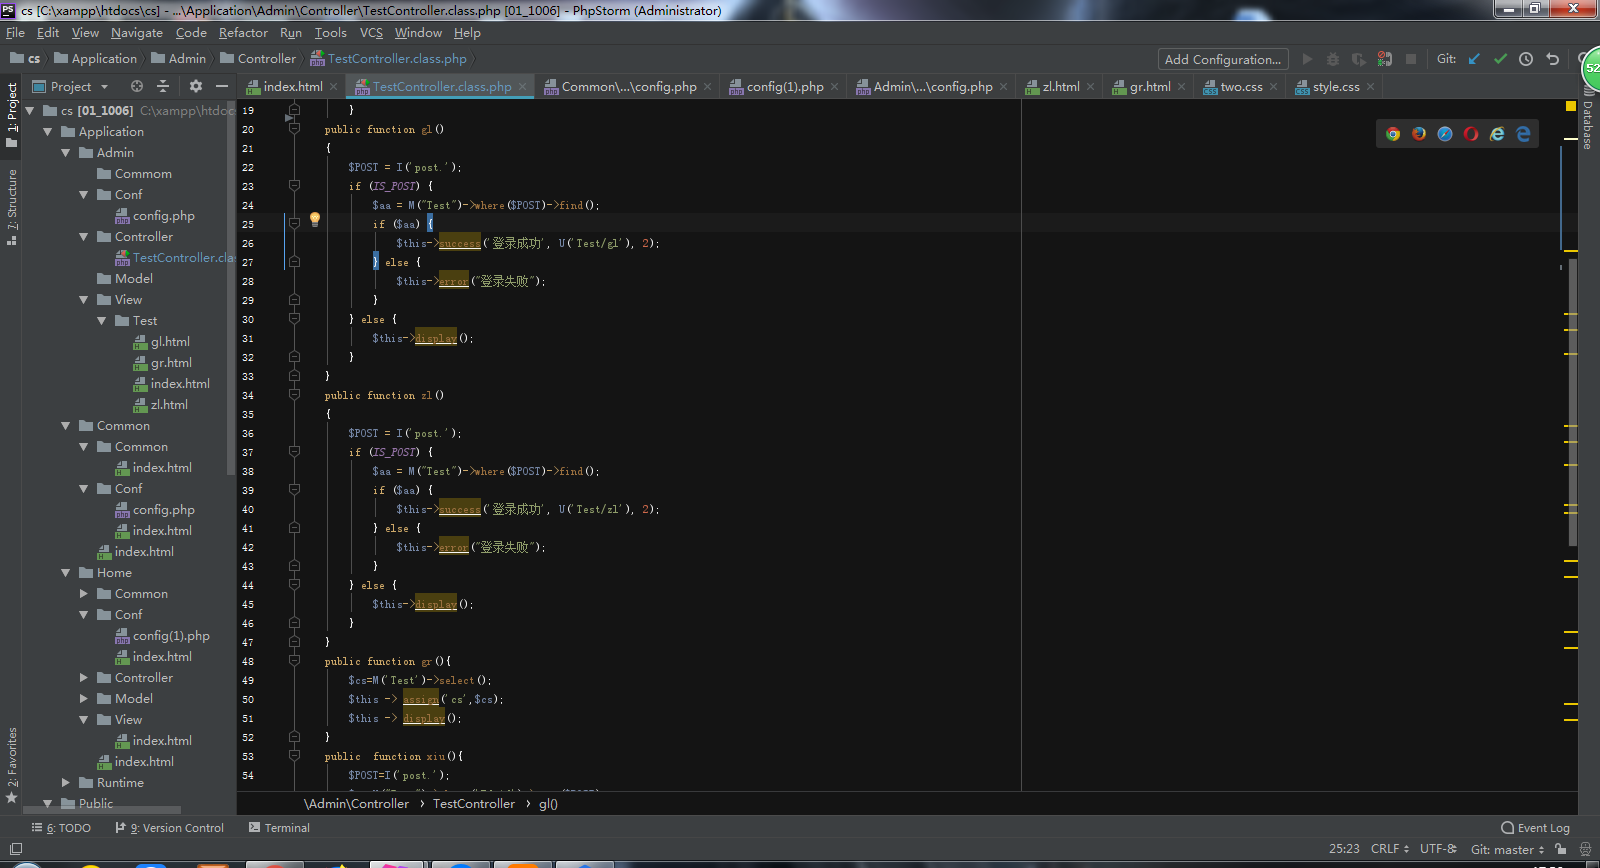 PS cs [C:\xampp\htdocs\cs] - ...\Application\Admin\Controller\TestController.class.php [01_1006] - PhpStorm (Administrator)
File Edit View Navigate Code Refactor Run Tools VCS Window Help
cs Application Admin Controller TestController.class.php Add Configuration... Git:
52
Project index.html TestController.class.php Common\...\config.php config(1).php Admin\...\config.php zl.html gr.html two.css style.css
1: Project
7: Structure
2: Favorites
Database
cs [01_1006] C:\xampp\htdoc
Application
Admin
Commom
Conf
config.php
Controller
TestController.cla
Model
View
Test
gl.html
gr.html
index.html
zl.html
Common
Common
index.html
Conf
config.php
index.html
index.html
Home
Common
Conf
config(1).php
index.html
Controller
Model
View
index.html
index.html
Runtime
Public
19 }
20 public function gl()
21 {
22 $POST = I('post.');
23 if (IS_POST) {
24 $aa = M("Test")->where($POST)->find();
25 if ($aa) {
26 $this->success('登录成功', U('Test/gl'), 2);
27 } else {
28 $this->error("登录失败");
29 }
30 } else {
31 $this->display();
32 }
33 }
34 public function zl()
35 {
36 $POST = I('post.');
37 if (IS_POST) {
38 $aa = M("Test")->where($POST)->find();
39 if ($aa) {
40 $this->success('登录成功', U('Test/zl'), 2);
41 } else {
42 $this->error("登录失败");
43 }
44 } else {
45 $this->display();
46 }
47 }
48 public function gr(){
49 $cs=M('Test')->select();
50 $this -> assign('cs',$cs);
51 $this -> display();
52 }
53 public  function xiu(){
54 $POST=I('post.');
\Admin\Controller › TestController › gl()
6: TODO 9: Version Control Terminal Event Log
25:23 CRLF UTF-8 Git: master